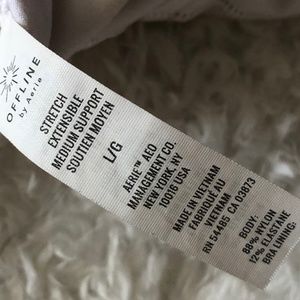 OFFLINE
by Aerie
STRETCH
EXTENSIBLE
MEDIUM SUPPORT
SOUTIEN MOYEN
L/G
AERIE™ AEO
MANAGEMENT CO.
NEW YORK, NY
10016 USA
MADE IN VIETNAM
FABRIQUÉ AU
VIETNAM
RN 54485 CA 03873
BODY:
88% NYLON
12% ELASTANE
BRA LINING: